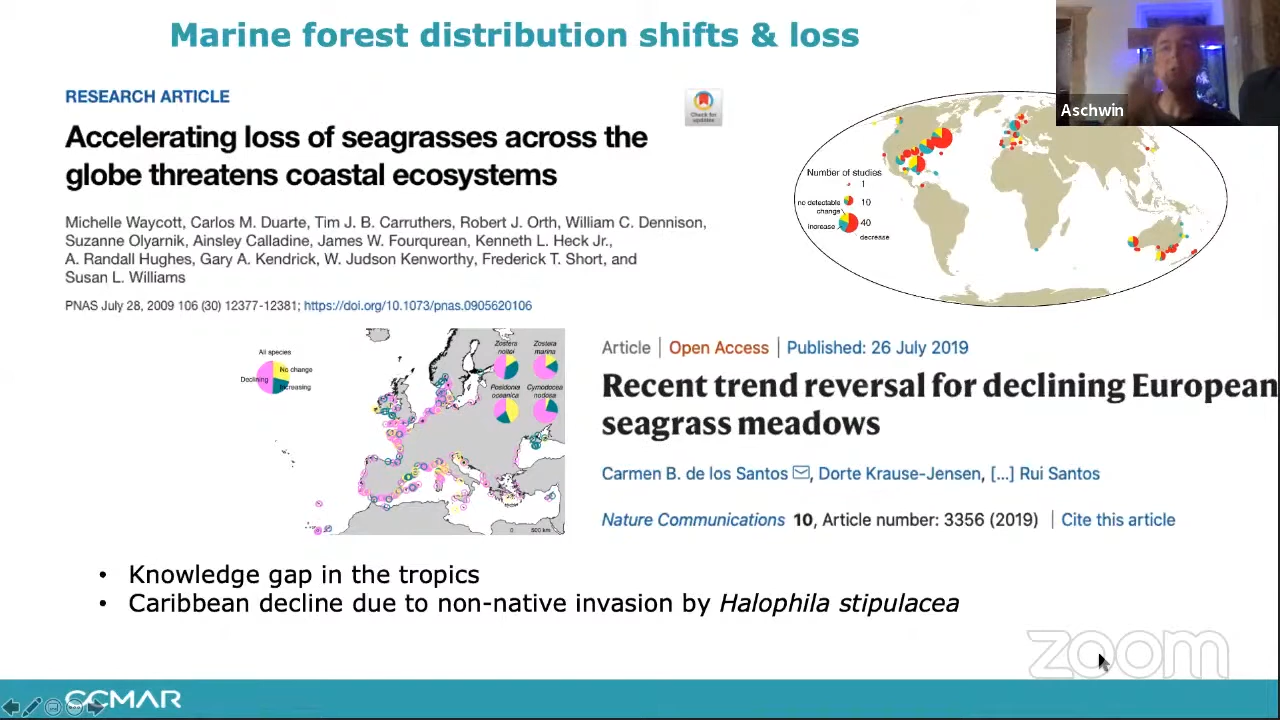 Marine forest distribution shifts & loss
Aschwin
RESEARCH ARTICLE
Check for
updates
Accelerating loss of seagrasses across the
globe threatens coastal ecosystems
Michelle Waycott, Carlos M. Duarte, Tim J. B. Carruthers, Robert J. Orth, William C. Dennison,
Suzanne Olyarnik, Ainsley Calladine, James W. Fourqurean, Kenneth L. Heck Jr.,
A. Randall Hughes, Gary A. Kendrick, W. Judson Kenworthy, Frederick T. Short, and
Susan L. Williams
PNAS July 28, 2009 106 (30) 12377-12381; https://doi.org/10.1073/pnas.0905620106
Number of studies
1
no detectable
change
10
increase
40
decrease
All species
No change
Declining
Increasing
Zostera
noltei
Zostera
marina
Posidonia
oceanica
Cymodocea
nodosa
0 500 km
Article | Open Access | Published: 26 July 2019
Recent trend reversal for declining European
seagrass meadows
Carmen B. de los Santos, Dorte Krause-Jensen, [...] Rui Santos
Nature Communications 10, Article number: 3356 (2019) | Cite this article
• Knowledge gap in the tropics
• Caribbean decline due to non-native invasion by Halophila stipulacea
zoom
CCMAR